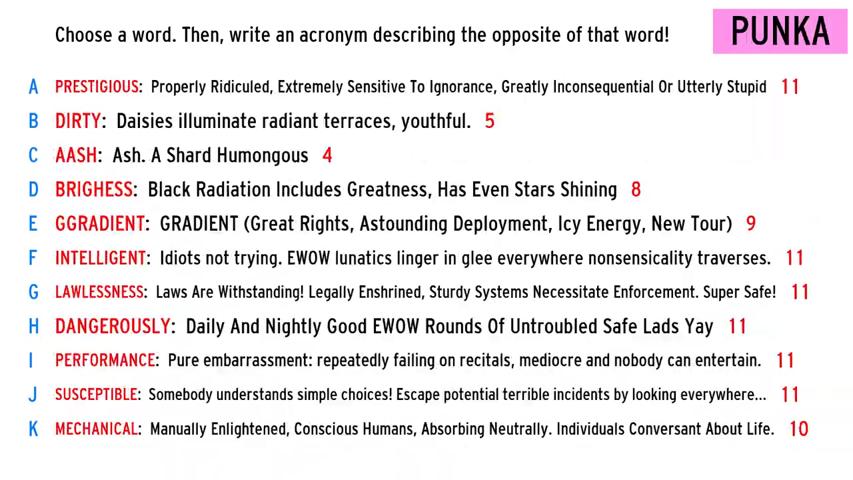 Choose a word. Then, write an acronym describing the opposite of that word!
PUNKA
A PRESTIGIOUS: Properly Ridiculed, Extremely Sensitive To Ignorance, Greatly Inconsequential Or Utterly Stupid 11
B DIRTY: Daisies illuminate radiant terraces, youthful. 5
C AASH: Ash. A Shard Humongous 4
D BRIGHESS: Black Radiation Includes Greatness, Has Even Stars Shining 8
E GGRADIENT: GRADIENT (Great Rights, Astounding Deployment, Icy Energy, New Tour) 9
F INTELLIGENT: Idiots not trying. EWOW lunatics linger in glee everywhere nonsensicality traverses. 11
G LAWLESSNESS: Laws Are Withstanding! Legally Enshrined, Sturdy Systems Necessitate Enforcement. Super Safe! 11
H DANGEROUSLY: Daily And Nightly Good EWOW Rounds Of Untroubled Safe Lads Yay 11
I PERFORMANCE: Pure embarrassment: repeatedly failing on recitals, mediocre and nobody can entertain. 11
J SUSCEPTIBLE: Somebody understands simple choices! Escape potential terrible incidents by looking everywhere... 11
K MECHANICAL: Manually Enlightened, Conscious Humans, Absorbing Neutrally. Individuals Conversant About Life. 10